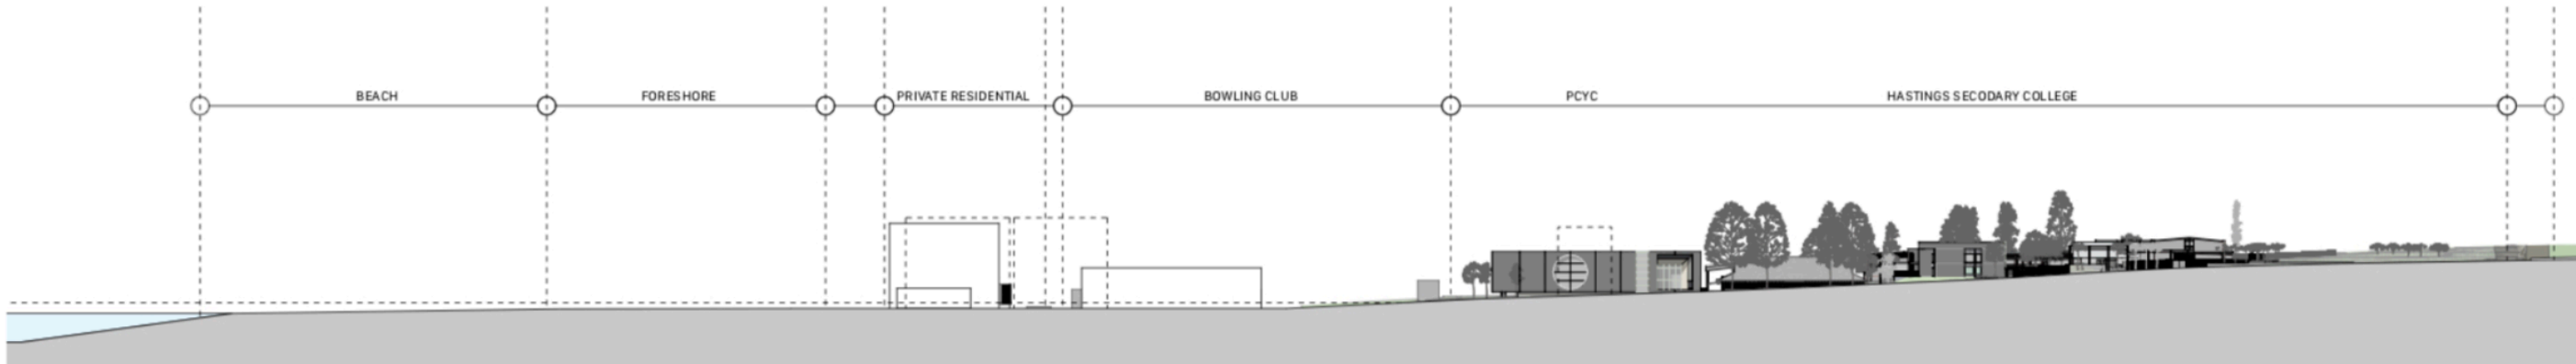 BEACH
FORESHORE
PRIVATE RESIDENTIAL
BOWLING CLUB
PCYC
HASTINGS SECODARY COLLEGE